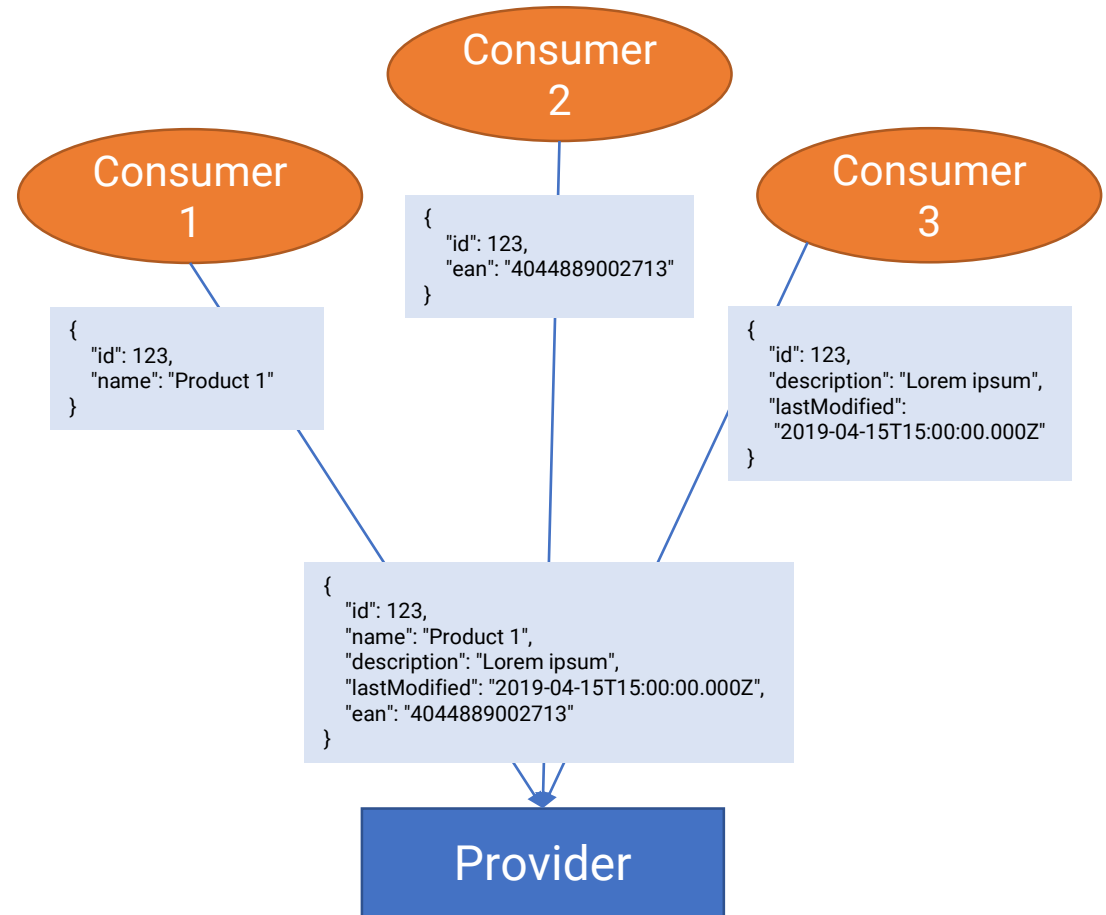 Consumer
2
Consumer
1
Consumer
3
{
"id": 123,
"ean": "4044889002713"
}
{
"id": 123,
"name": "Product 1"
}
{
"id": 123,
"description": "Lorem ipsum",
"lastModified":
"2019-04-15T15:00:00.000Z"
}
{
"id": 123,
"name": "Product 1",
"description": "Lorem ipsum",
"lastModified": "2019-04-15T15:00:00.000Z",
"ean": "4044889002713"
}
Provider